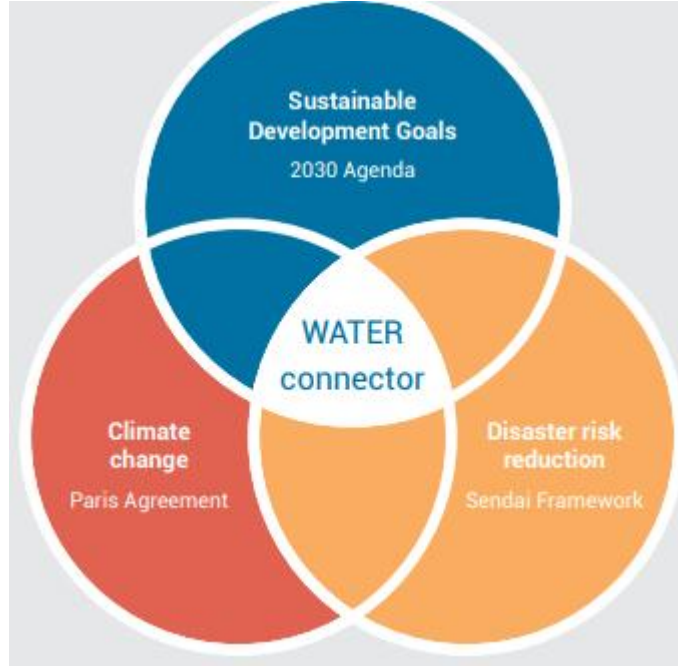 Sustainable
Development Goals
2030 Agenda
WATER
connector
Climate
change
Paris Agreement
Disaster risk
reduction
Sendai Framework